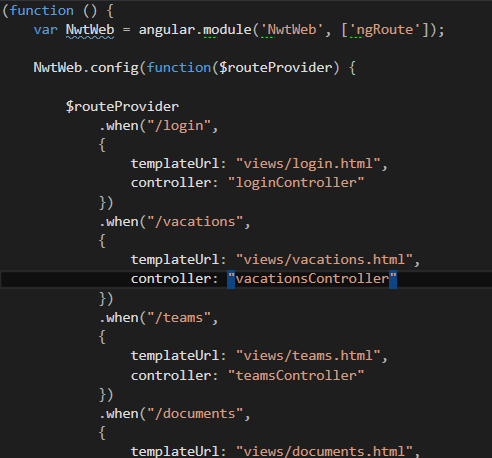 (function () {
    var NwtWeb = angular.module('NwtWeb', ['ngRoute']);

    NwtWeb.config(function($routeProvider) {

        $routeProvider
            .when("/login",
            {
                templateUrl: "views/login.html",
                controller: "loginController"
            })
            .when("/vacations",
            {
                templateUrl: "views/vacations.html",
                controller: "vacationsController"
            })
            .when("/teams",
            {
                templateUrl: "views/teams.html",
                controller: "teamsController"
            })
            .when("/documents",
            {
                templateUrl: "views/documents.html",